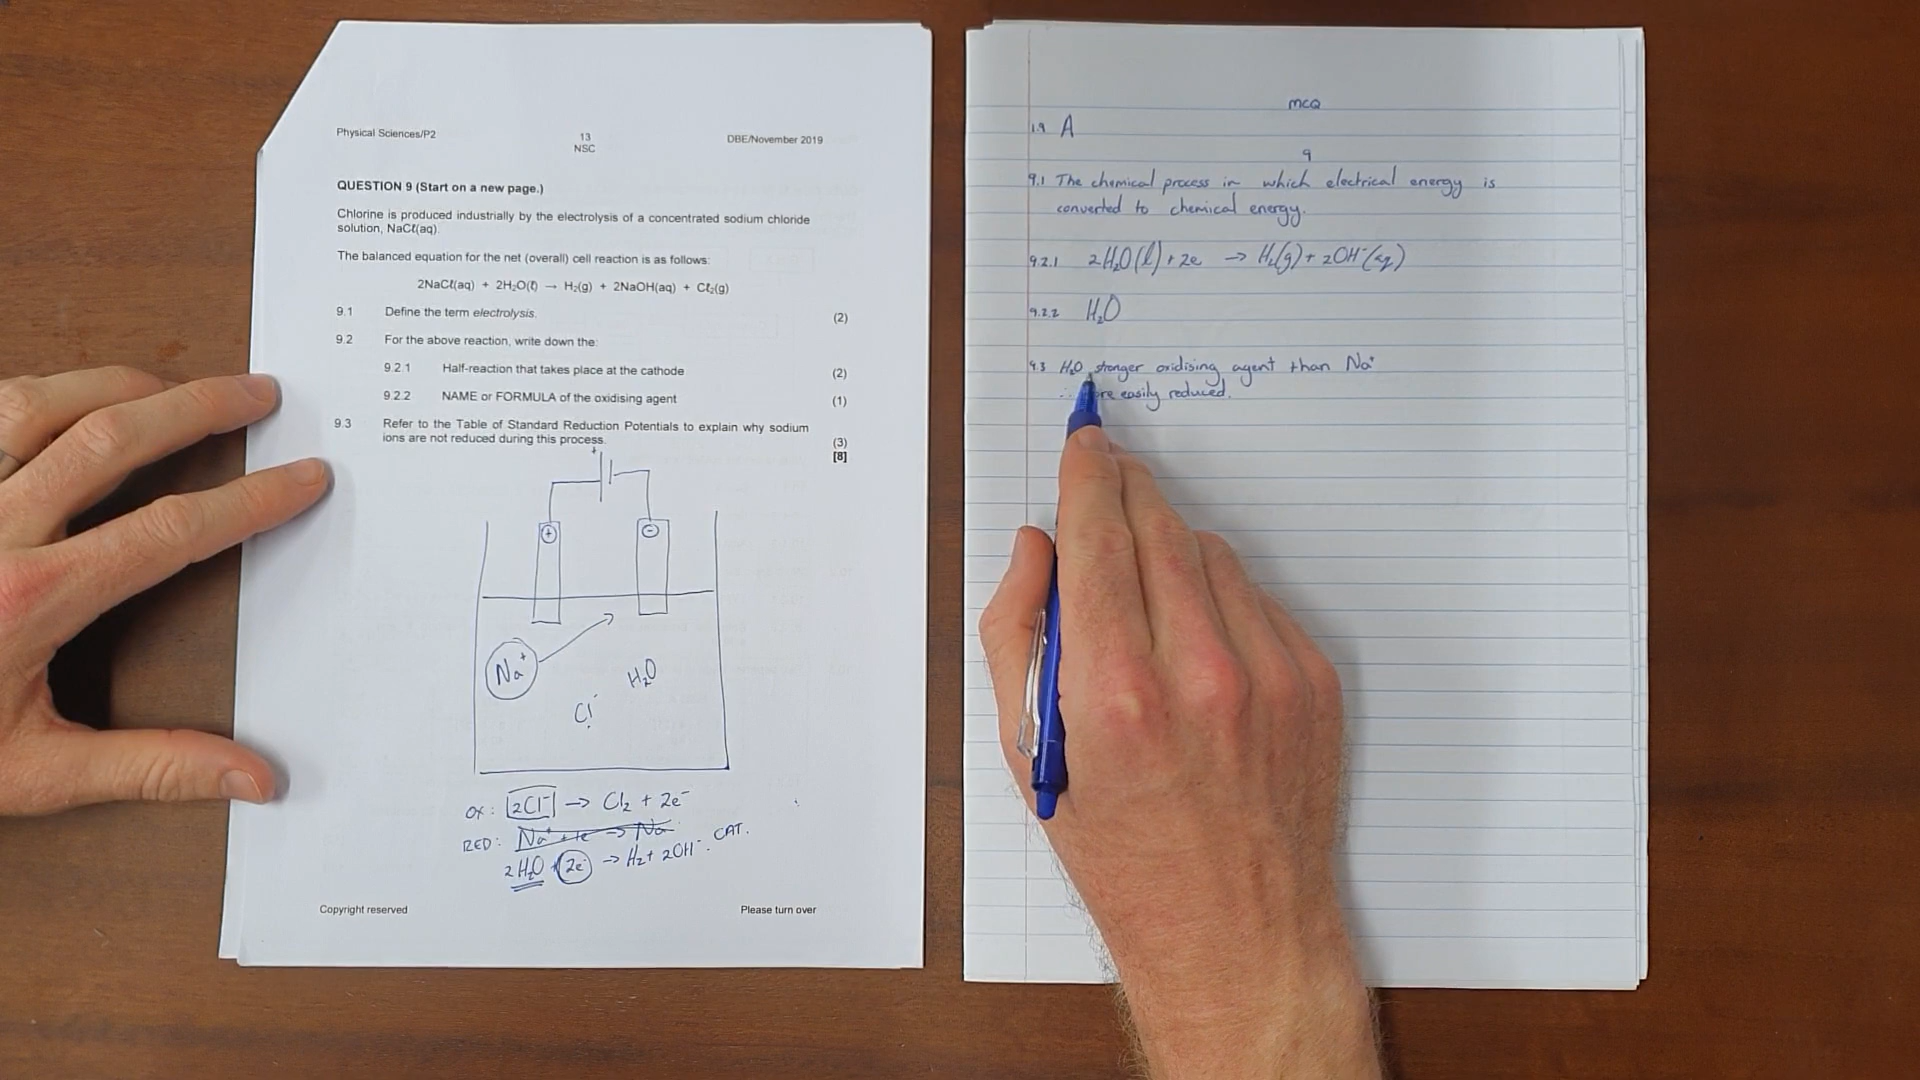 Physical Sciences/P2
13
NSC
DBE/November 2019
QUESTION 9 (Start on a new page.)
Chlorine is produced industrially by the electrolysis of a concentrated sodium chloride
solution, NaCℓ(aq).
The balanced equation for the net (overall) cell reaction is as follows:
2NaCℓ(aq) + 2H₂O(ℓ) → H₂(g) + 2NaOH(aq) + Cℓ₂(g)
9.1 Define the term electrolysis. (2)
9.2 For the above reaction, write down the:
9.2.1 Half-reaction that takes place at the cathode (2)
9.2.2 NAME or FORMULA of the oxidising agent (1)
9.3 Refer to the Table of Standard Reduction Potentials to explain why sodium
ions are not reduced during this process. (3)
[8]
+
+ −
Na⁺
H₂O
Cl⁻
OX: 2Cl⁻ → Cl₂ + 2e⁻
RED: Na⁺ + 1e⁻ → Na
2H₂O + 2e⁻ → H₂ + 2OH⁻. CAT.
Copyright reserved
Please turn over
MCQ
1.9 A
9
9.1 The chemical process in which electrical energy is
converted to chemical energy.
9.2.1 2H₂O(l) + 2e → H₂(g) + 2OH⁻(aq)
9.2.2 H₂O
9.3 H₂O stronger oxidising agent than Na⁺
easily reduced.